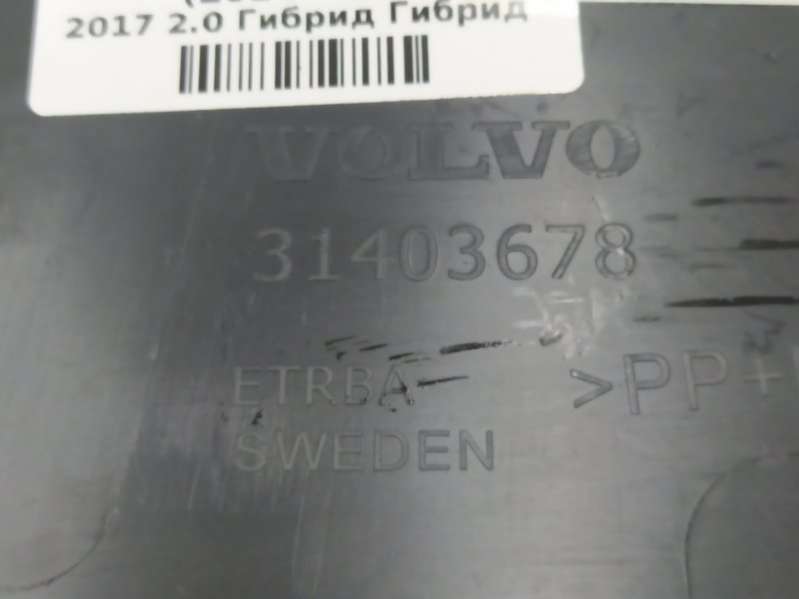 2017 2.0 Гибрид Гибрид
VOLVO
31403678
ETRBA
>PP+
SWEDEN